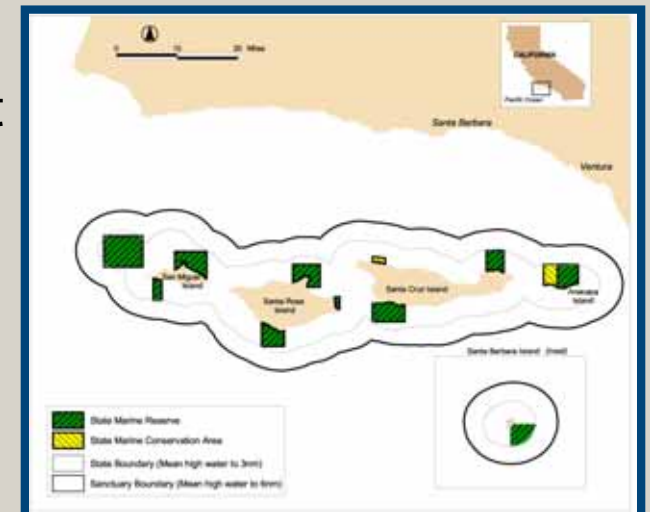 0 10 20 Miles
CALIFORNIA
Pacific Ocean
Santa Barbara
Ventura
San Miguel
Island
Santa Rosa
Island
Santa Cruz Island
Anacapa
Island
Santa Barbara Island (Inset)
State Marine Reserve
State Marine Conservation Area
State Boundary (Mean high water to 3nm)
Sanctuary Boundary (Mean high water to 6nm)